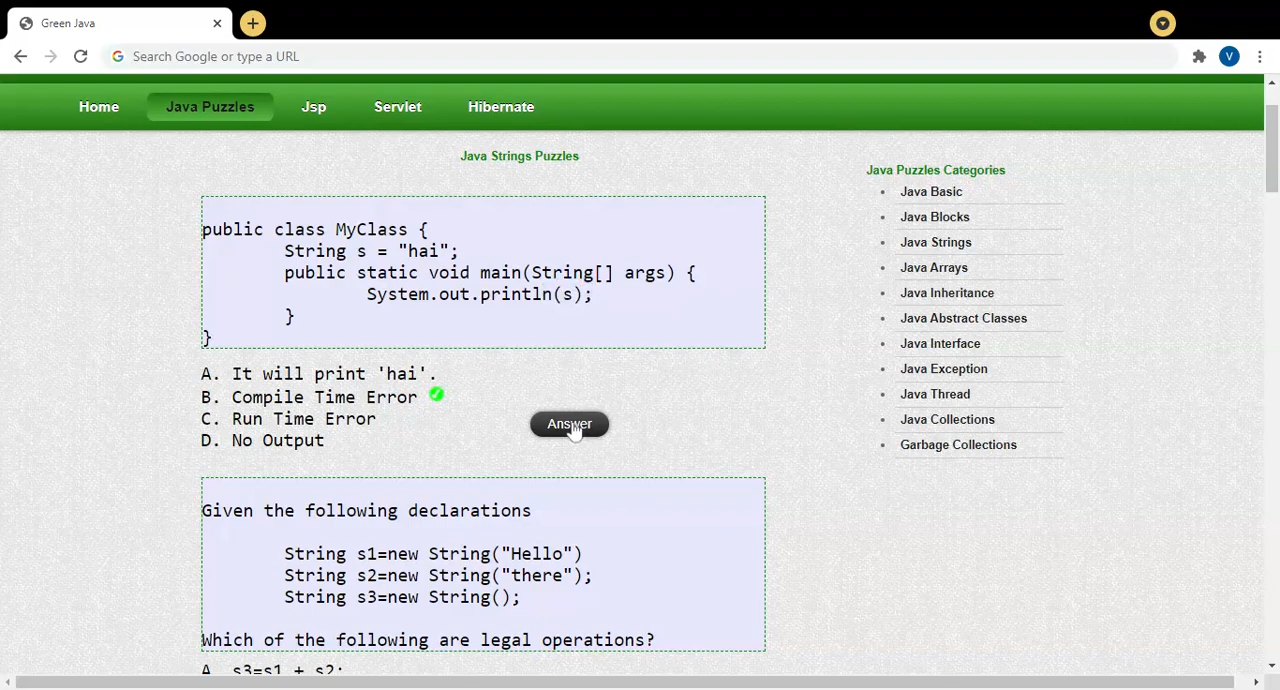 Green Java
Search Google or type a URL
V
Home Java Puzzles Jsp Servlet Hibernate
Java Strings Puzzles
public class MyClass {
String s = "hai";
public static void main(String[] args) {
System.out.println(s);
}
}
A. It will print 'hai'.
B. Compile Time Error
C. Run Time Error
D. No Output
Answer
Given the following declarations
String s1=new String("Hello")
String s2=new String("there");
String s3=new String();
Which of the following are legal operations?
A. s3=s1 + s2;
Java Puzzles Categories
Java Basic
Java Blocks
Java Strings
Java Arrays
Java Inheritance
Java Abstract Classes
Java Interface
Java Exception
Java Thread
Java Collections
Garbage Collections